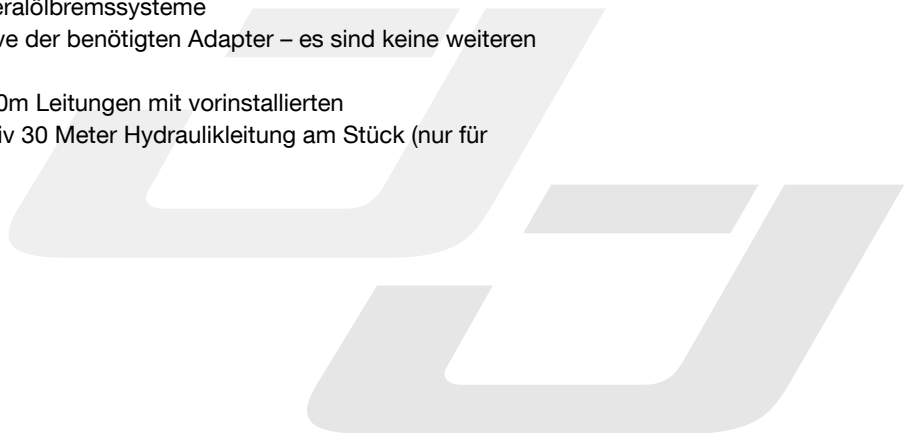 eralölbremssysteme
ve der benötigten Adapter – es sind keine weiteren
0m Leitungen mit vorinstallierten
iv 30 Meter Hydraulikleitung am Stück (nur für